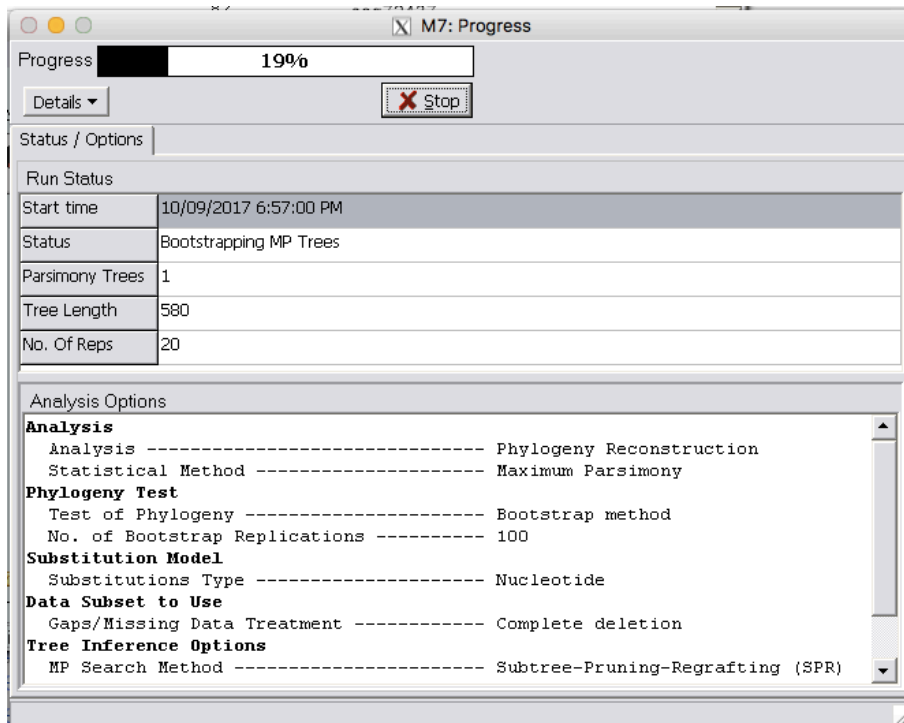 M7: Progress
Progress 19%
Details
Stop
Status / Options
Run Status
Start time 10/09/2017 6:57:00 PM
Status Bootstrapping MP Trees
Parsimony Trees 1
Tree Length 580
No. Of Reps 20
Analysis Options
Analysis
Analysis ------------------------------- Phylogeny Reconstruction
Statistical Method --------------------- Maximum Parsimony
Phylogeny Test
Test of Phylogeny ---------------------- Bootstrap method
No. of Bootstrap Replications ---------- 100
Substitution Model
Substitutions Type --------------------- Nucleotide
Data Subset to Use
Gaps/Missing Data Treatment ------------ Complete deletion
Tree Inference Options
MP Search Method ----------------------- Subtree-Pruning-Regrafting (SPR)